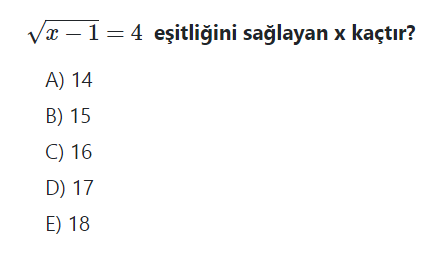 √x − 1 = 4 eşitliğini sağlayan x kaçtır?
A) 14
B) 15
C) 16
D) 17
E) 18